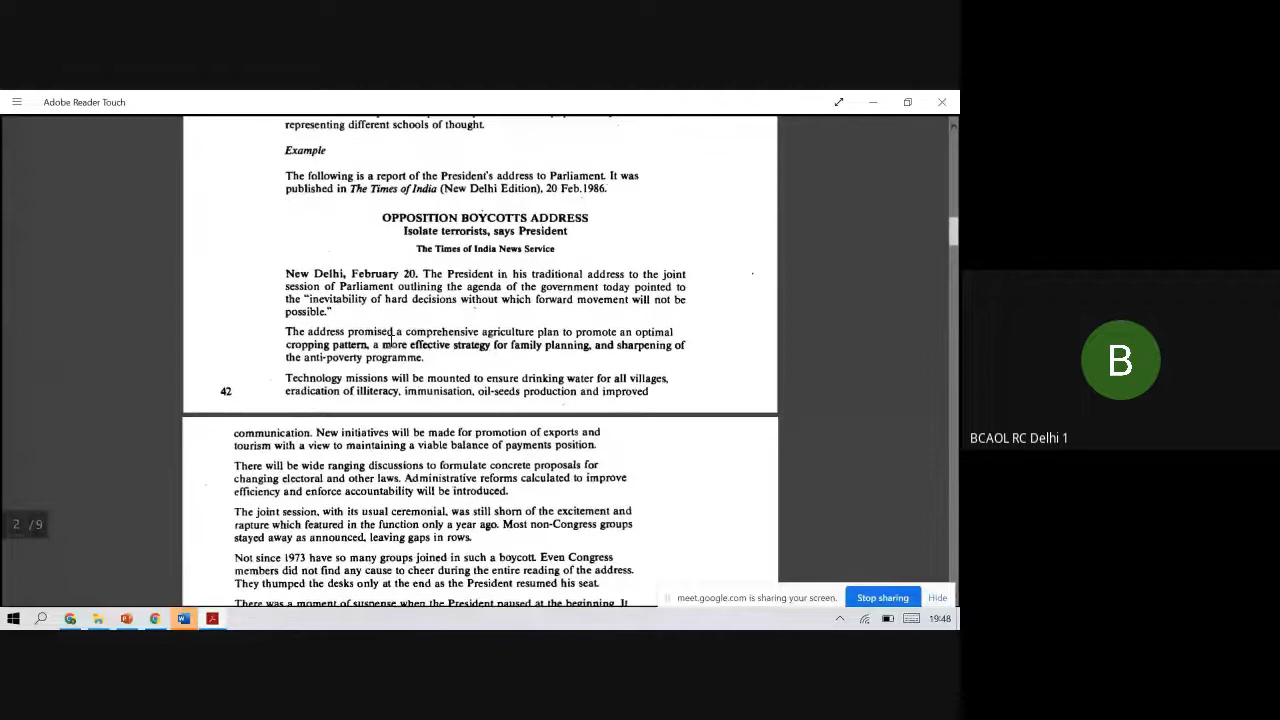 Adobe Reader Touch
representing different schools of thought.
Example
The following is a report of the President's address to Parliament. It was
published in The Times of India (New Delhi Edition), 20 Feb.1986.
OPPOSITION BOYCOTTS ADDRESS
Isolate terrorists, says President
The Times of India News Service
New Delhi, February 20. The President in his traditional address to the joint
session of Parliament outlining the agenda of the government today pointed to
the "inevitability of hard decisions without which forward movement will not be
possible."
The address promised a comprehensive agriculture plan to promote an optimal
cropping pattern, a more effective strategy for family planning, and sharpening of
the anti-poverty programme.
Technology missions will be mounted to ensure drinking water for all villages,
42 eradication of illiteracy, immunisation, oil-seeds production and improved
communication. New initiatives will be made for promotion of exports and
tourism with a view to maintaining a viable balance of payments position.
There will be wide ranging discussions to formulate concrete proposals for
changing electoral and other laws. Administrative reforms calculated to improve
efficiency and enforce accountability will be introduced.
The joint session, with its usual ceremonial, was still shorn of the excitement and
rapture which featured in the function only a year ago. Most non-Congress groups
stayed away as announced, leaving gaps in rows.
Not since 1973 have so many groups joined in such a boycott. Even Congress
members did not find any cause to cheer during the entire reading of the address.
They thumped the desks only at the end as the President resumed his seat.
There was a moment of suspense when the President paused at the beginning. It
2 / 9
meet.google.com is sharing your screen.
Stop sharing
Hide
19:48
B
BCAOL RC Delhi 1